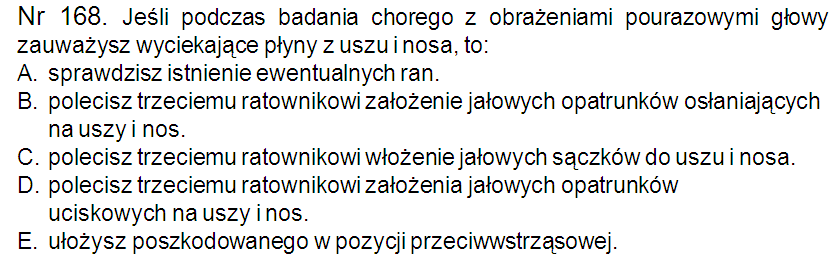 Nr 168. Jeśli podczas badania chorego z obrażeniami pourazowymi głowy
zauważysz wyciekające płyny z uszu i nosa, to:
A. sprawdzisz istnienie ewentualnych ran.
B. polecisz trzeciemu ratownikowi założenie jałowych opatrunków osłaniających
na uszy i nos.
C. polecisz trzeciemu ratownikowi włożenie jałowych sączków do uszu i nosa.
D. polecisz trzeciemu ratownikowi założenia jałowych opatrunków
uciskowych na uszy i nos.
E. ułożysz poszkodowanego w pozycji przeciwwstrząsowej.